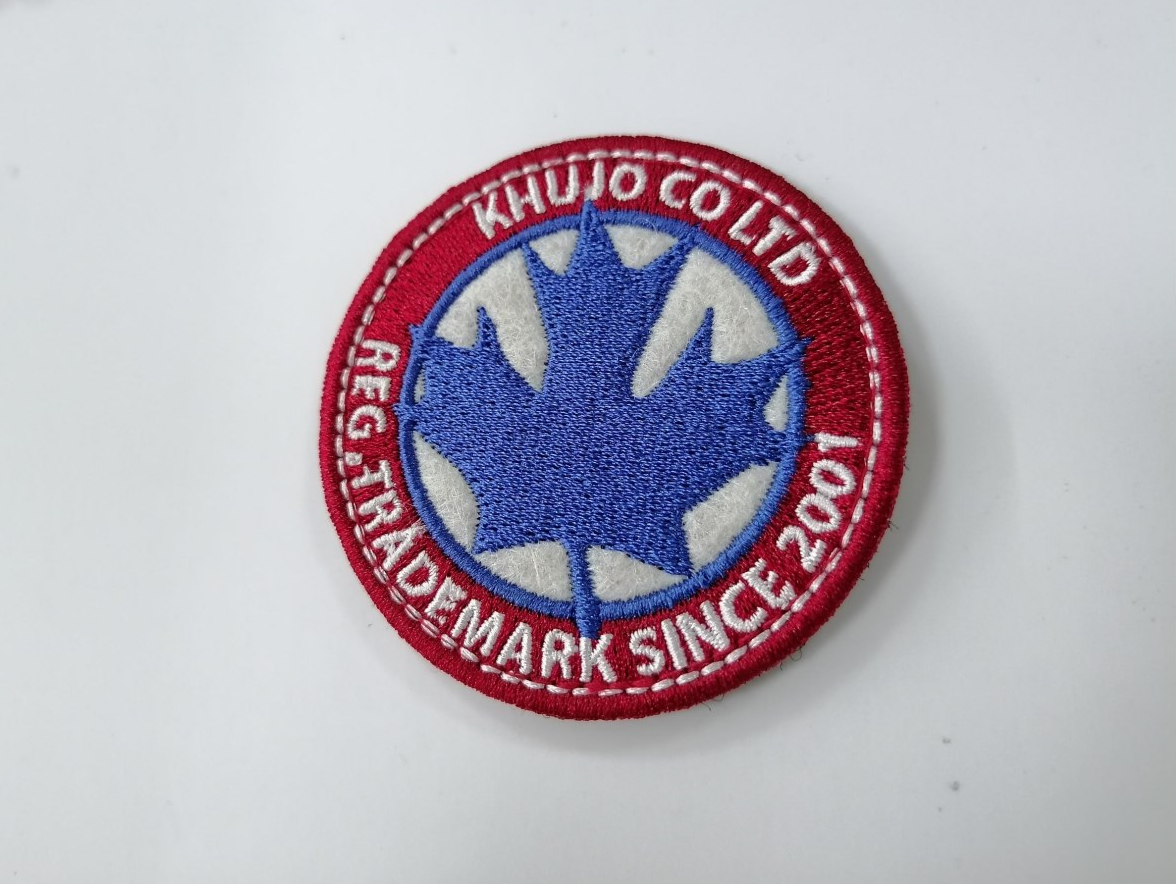 KHUJO CO LTD
REG.TRADEMARK SINCE 2001